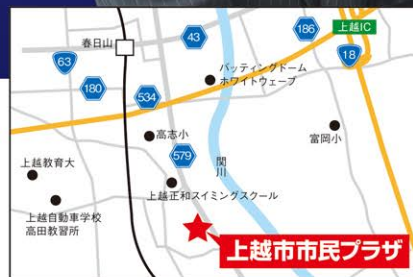 上越IC
186
43
春日山
18
63
バッティングドーム
ホワイトウェーブ
180
534
高志小
富岡小
579
関川
上越教育大
上越正和スイミングスクール
上越自動車学校
高田教習所
上越市市民プラザ